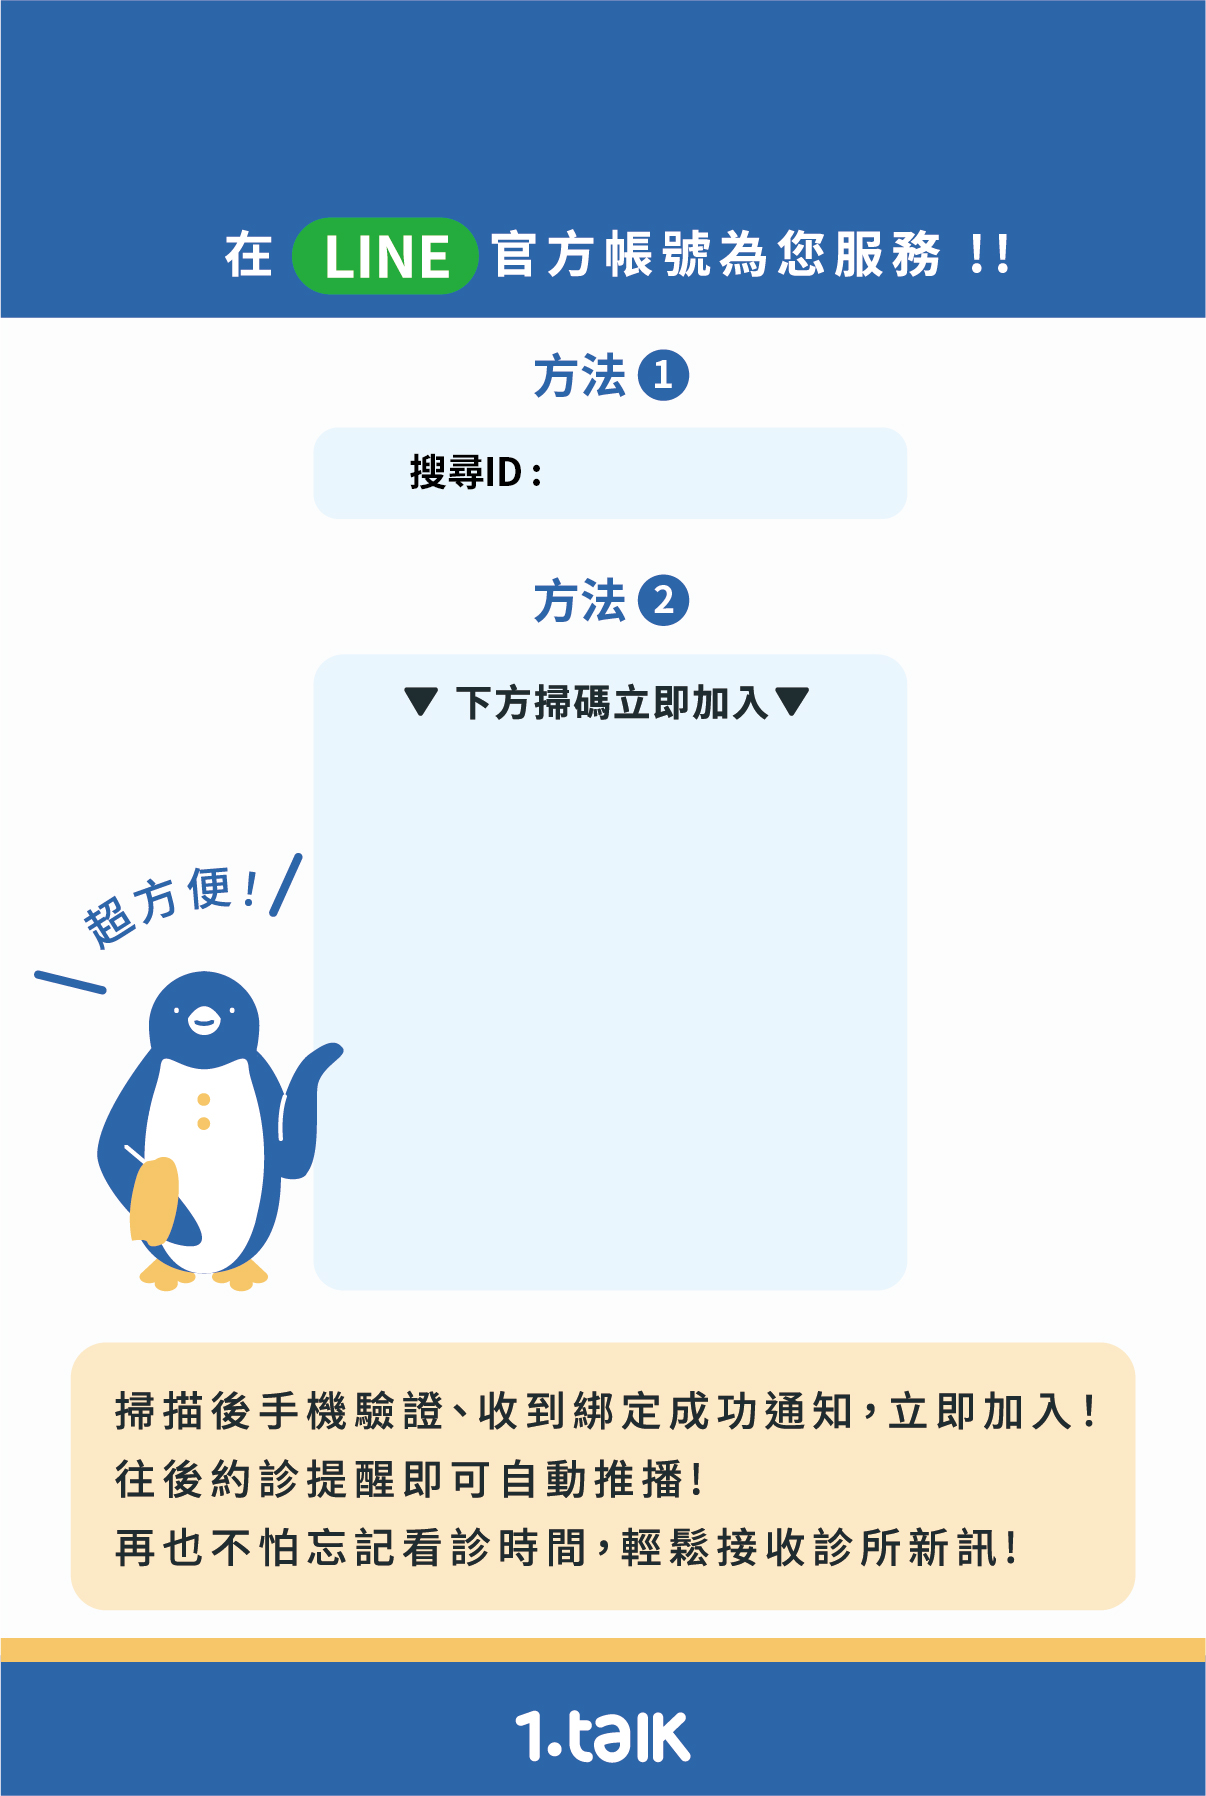 在 LINE 官方帳號為您服務 !!
方法 1
搜尋ID :
方法 2
▼ 下方掃碼立即加入▼
超方便!
掃描後手機驗證、收到綁定成功通知，立即加入!
往後約診提醒即可自動推播!
再也不怕忘記看診時間，輕鬆接收診所新訊!
1.talk